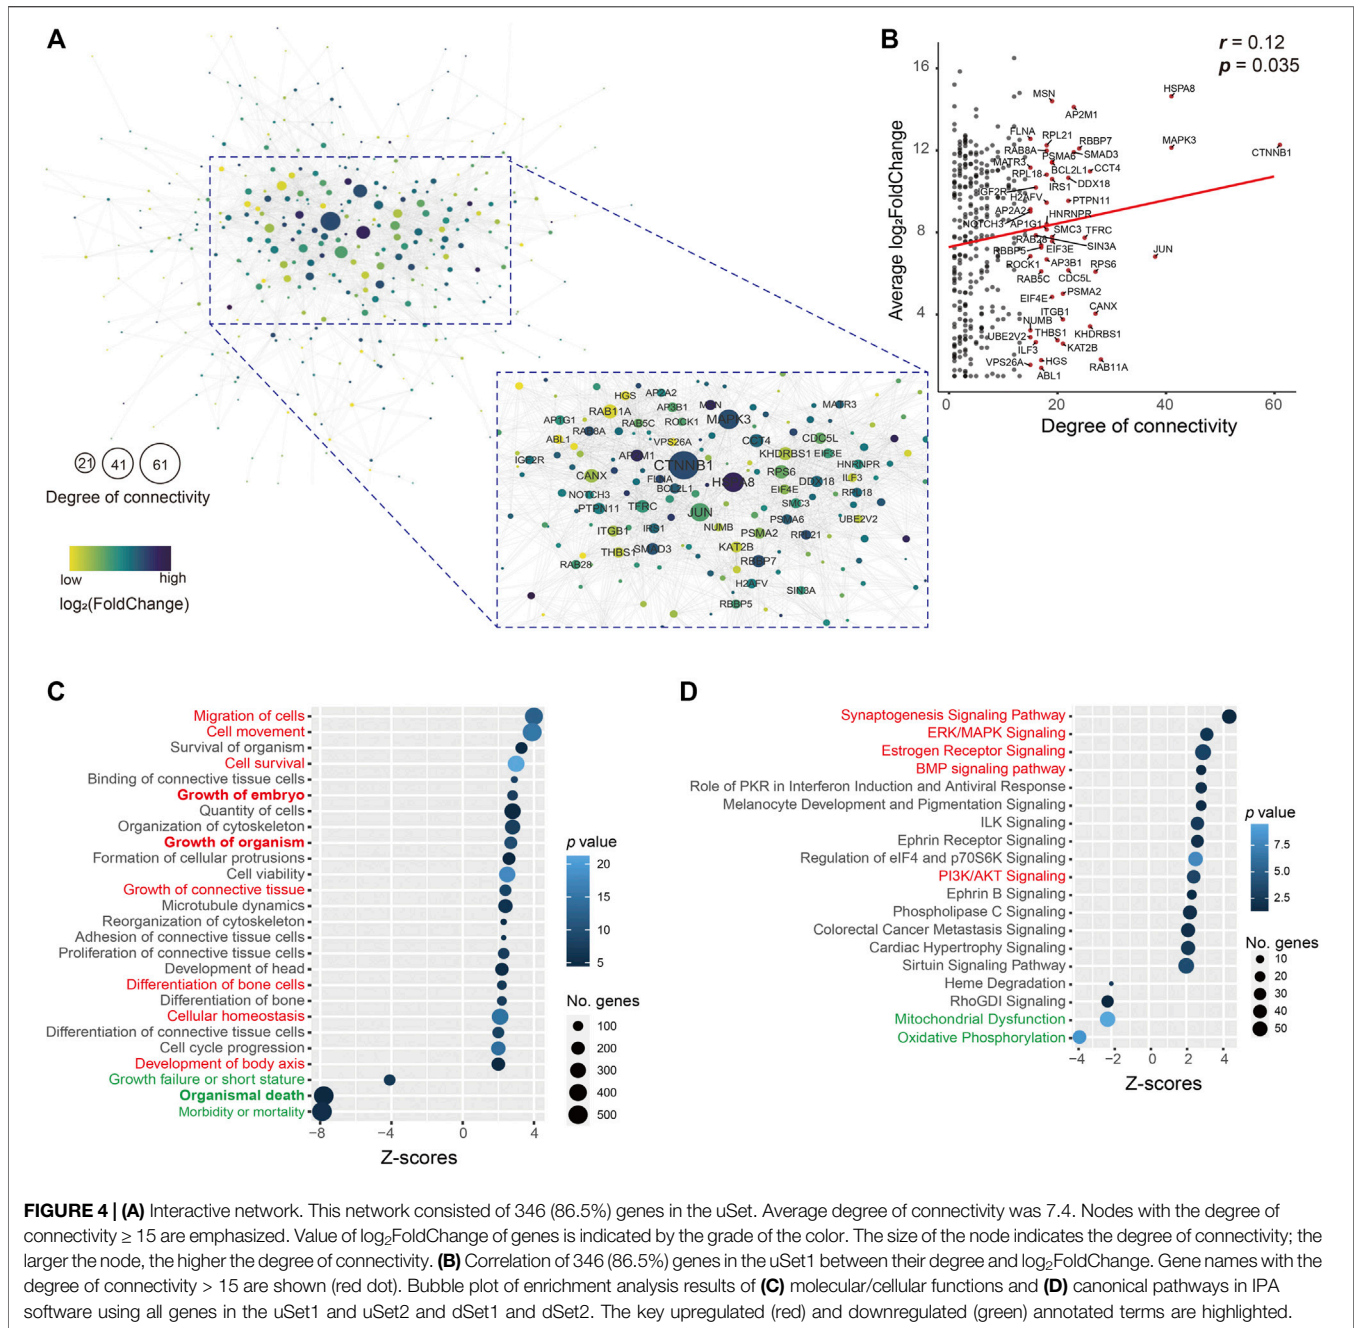 A
21 41 61
Degree of connectivity
low high
log₂(FoldChange)
HGS AP2A2
RAB11A AP3B1 MSN MATR3
AP1G1 RAB5C ROCK1 MAPK3
RAB8A
ABL1 VPS26A CCT4 CDC5L
AP2M1 KHDRBS1 EIF3E
IGF2R CTNNB1 HNRNPR
CANX FLNA HSPA8 RPS6 DDX18 ILF3
NOTCH3 BCL2L1 EIF4E RPL18
PTPN11 TFRC JUN SMC3
ITGB1 IRS1 NUMB PSMA6 UBE2V2
PSMA2 RPL21
THBS1 SMAD3 KAT2B
RAB28 RBBP7
H2AFV SIN3A
RBBP5
B
r = 0.12
p = 0.035
Average log₂FoldChange
16
12
8
4
0 20 40 60
Degree of connectivity
HSPA8
MSN
AP2M1
FLNA RPL21
RBBP7 MAPK3
RAB8A PSMA6 SMAD3 CTNNB1
MATR3 BCL2L1 CCT4
RPL18
IRS1 DDX18
IGF2R H2AFV PTPN11
AP2A2 HNRNPR
NOTCH3 AP1G1 SMC3 TFRC
RAB28 SIN3A
RBBP5 EIF3E JUN
ROCK1 AP3B1 RPS6
RAB5C CDC5L
EIF4E PSMA2
ITGB1 CANX
NUMB
UBE2V2 THBS1 KHDRBS1
ILF3 KAT2B
VPS26A HGS RAB11A
ABL1
C
Migration of cells
Cell movement
Survival of organism
Cell survival
Binding of connective tissue cells
Growth of embryo
Quantity of cells
Organization of cytoskeleton
Growth of organism
Formation of cellular protrusions
Cell viability
Growth of connective tissue
Microtubule dynamics
Reorganization of cytoskeleton
Adhesion of connective tissue cells
Proliferation of connective tissue cells
Development of head
Differentiation of bone cells
Differentiation of bone
Cellular homeostasis
Differentiation of connective tissue cells
Cell cycle progression
Development of body axis
Growth failure or short stature
Organismal death
Morbidity or mortality
−8 −4 0 4
Z-scores
p value
20
15
10
5
No. genes
100
200
300
400
500
D
Synaptogenesis Signaling Pathway
ERK/MAPK Signaling
Estrogen Receptor Signaling
BMP signaling pathway
Role of PKR in Interferon Induction and Antiviral Response
Melanocyte Development and Pigmentation Signaling
ILK Signaling
Ephrin Receptor Signaling
Regulation of eIF4 and p70S6K Signaling
PI3K/AKT Signaling
Ephrin B Signaling
Phospholipase C Signaling
Colorectal Cancer Metastasis Signaling
Cardiac Hypertrophy Signaling
Sirtuin Signaling Pathway
Heme Degradation
RhoGDI Signaling
Mitochondrial Dysfunction
Oxidative Phosphorylation
−4 −2 0 2 4
Z-scores
p value
7.5
5.0
2.5
No. genes
10
20
30
40
50
FIGURE 4 | (A) Interactive network. This network consisted of 346 (86.5%) genes in the uSet. Average degree of connectivity was 7.4. Nodes with the degree of
connectivity ≥ 15 are emphasized. Value of log₂FoldChange of genes is indicated by the grade of the color. The size of the node indicates the degree of connectivity; the
larger the node, the higher the degree of connectivity. (B) Correlation of 346 (86.5%) genes in the uSet1 between their degree and log₂FoldChange. Gene names with the
degree of connectivity > 15 are shown (red dot). Bubble plot of enrichment analysis results of (C) molecular/cellular functions and (D) canonical pathways in IPA
software using all genes in the uSet1 and uSet2 and dSet1 and dSet2. The key upregulated (red) and downregulated (green) annotated terms are highlighted.